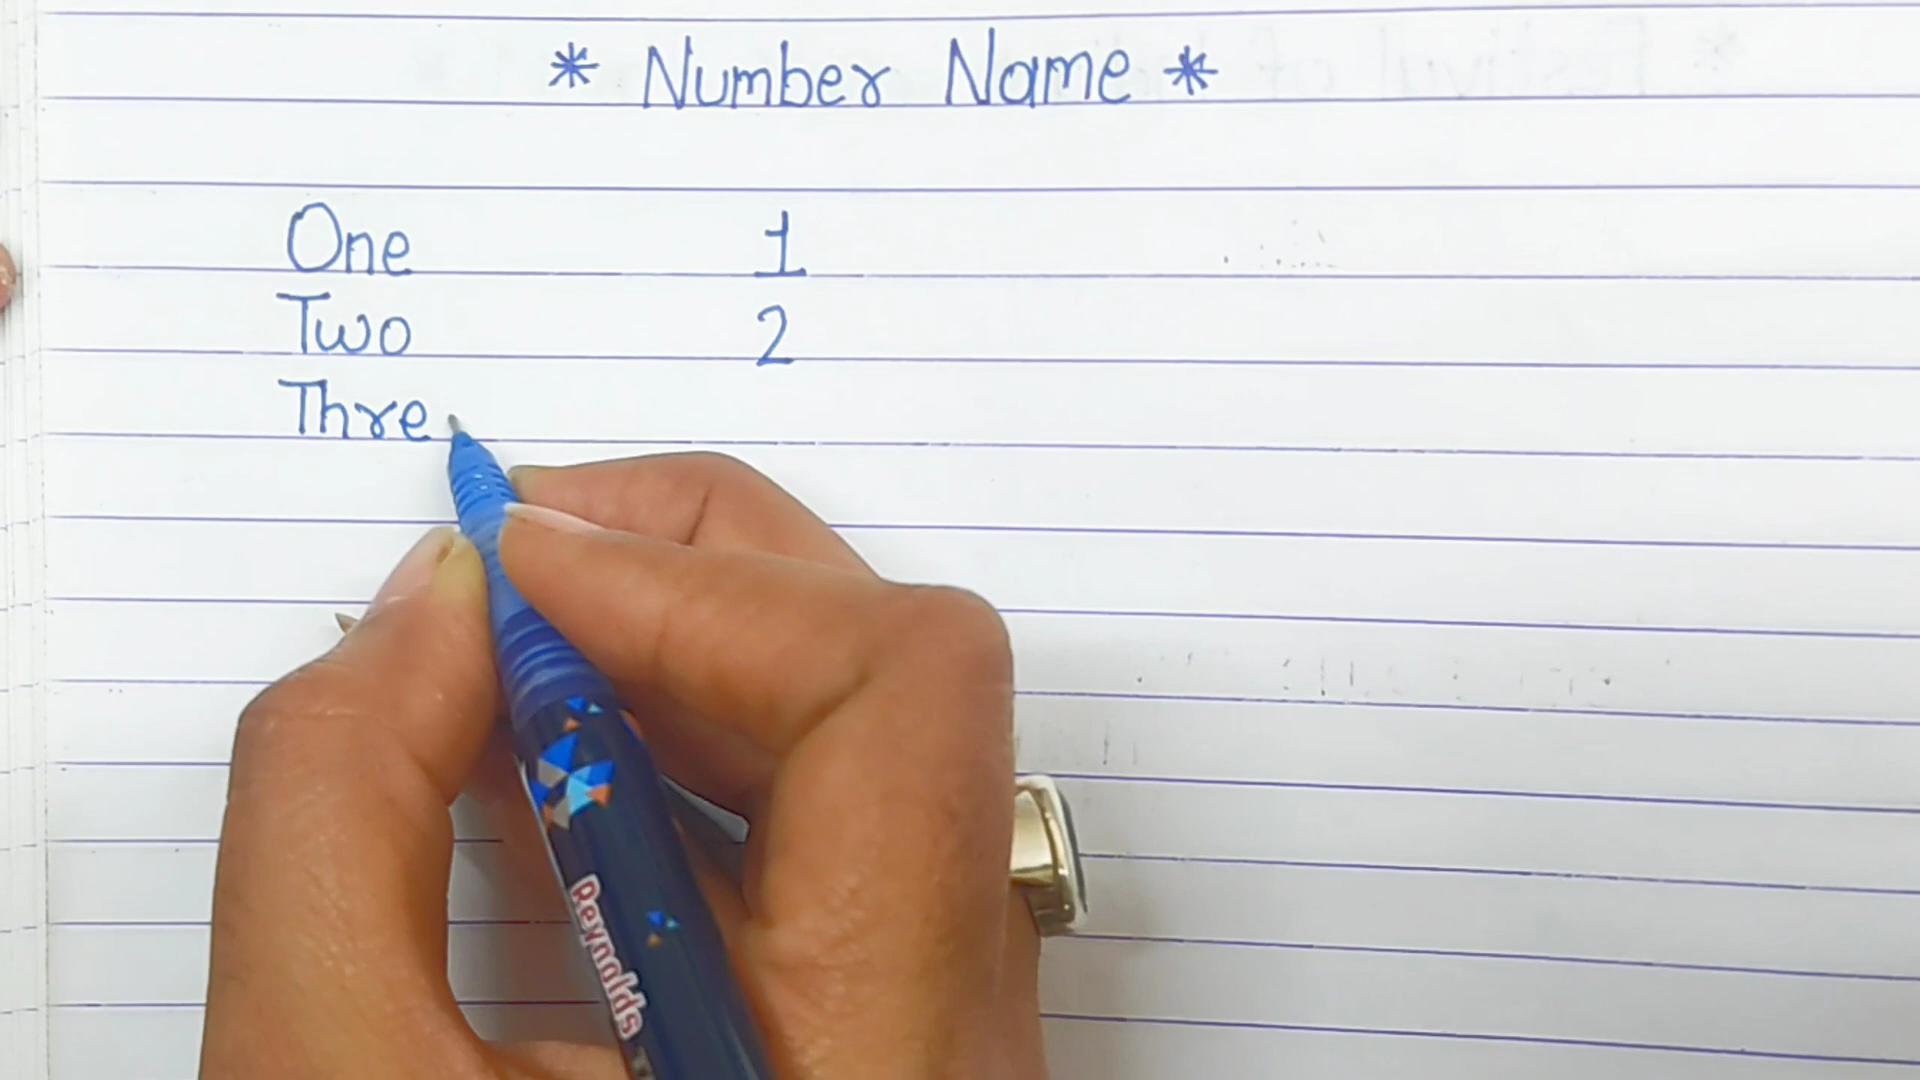 * Number Name *
One 1
Two 2
Thre
Reynolds